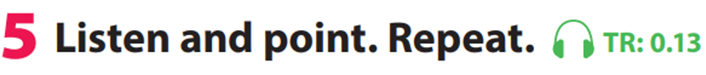 5 Listen and point. Repeat. TR: 0.13